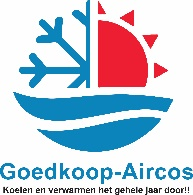 Goedkoop-Aircos
Koelen en verwarmen het gehele jaar door!!